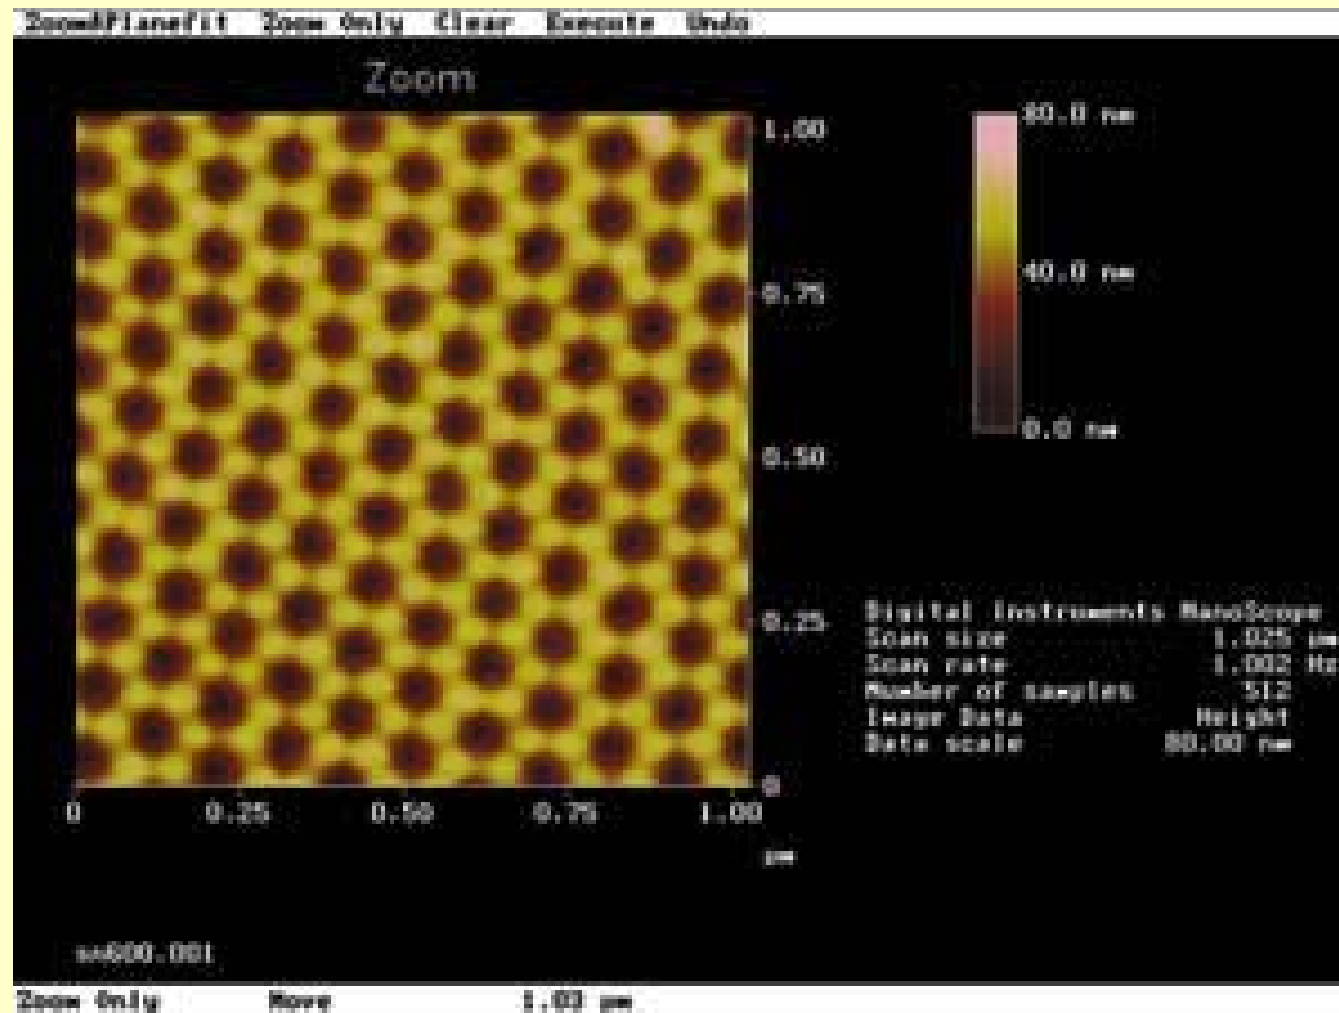 Zoom&Planefit Zoom Only Clear Execute Undo
Zoom
80.0 nm
40.0 nm
0.0 nm
1.00
0.75
0.50
0.25
0
0 0.25 0.50 0.75 1.00
µm
Digital Instruments NanoScope
Scan size 1.025 µm
Scan rate 1.002 Hz
Number of samples 512
Image Data Height
Data scale 80.00 nm
sn600.001
Zoom Only Move 1.03 µm